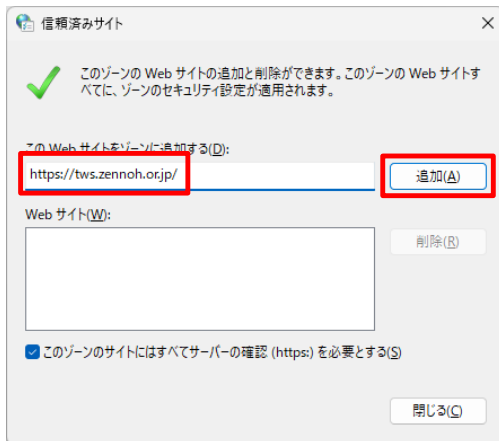 信頼済みサイト
このゾーンの Web サイトの追加と削除ができます。このゾーンの Web サイトす
べてに、ゾーンのセキュリティ設定が適用されます。
この Web サイトをゾーンに追加する(D):
https://tws.zennoh.or.jp/
追加(A)
Web サイト(W):
削除(R)
このゾーンのサイトにはすべてサーバーの確認 (https:) を必要とする(S)
閉じる(C)